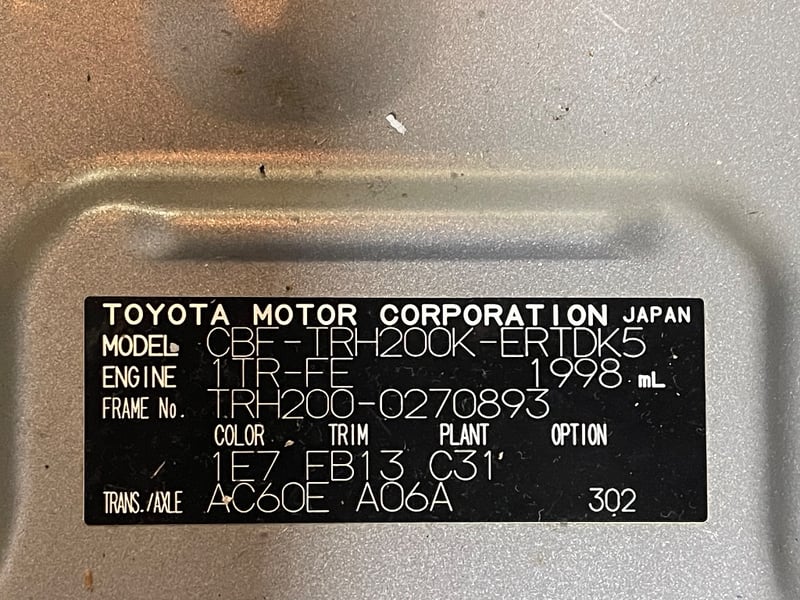 TOYOTA MOTOR CORPORATION JAPAN
MODEL CBF-TRH200K-ERTDK5
ENGINE 1TR-FE 1998 mL
FRAME No. TRH200-0270893
COLOR TRIM PLANT OPTION
1E7 FB13 C31
TRANS./AXLE AC60E A06A 302